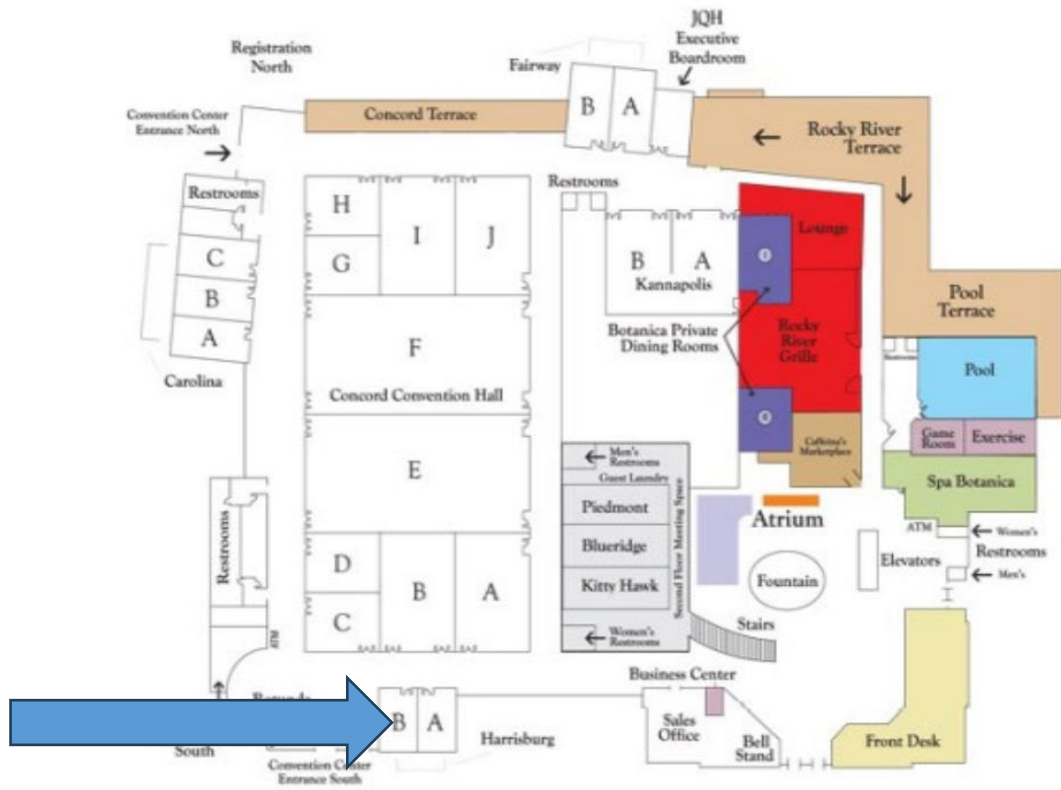 JQH
Executive
Boardroom
Registration
North
Fairway
B
A
Convention Center
Entrance North
Concord Terrace
Rocky River
Terrace
Restrooms
Restrooms
C
B
A
Carolina
H
I
J
G
F
Concord Convention Hall
E
D
B
A
C
B
A
Kannapolis
Lounge
Botanica Private
Dining Rooms
Rocky
River
Grille
Pool
Terrace
Restrooms
Pool
Game
Room
Exercise
Spa Botanica
Marketplace
Men's
Restrooms
Guest Laundry
Piedmont
Blueridge
Kitty Hawk
Women's
Restrooms
Second Floor Meeting Space
Atrium
Fountain
Elevators
ATM
Women's
Restrooms
Men's
Stairs
Restrooms
ATM
Business Center
Sales
Office
Bell
Stand
Front Desk
South
B
A
Harrisburg
Convention Center
Entrance South